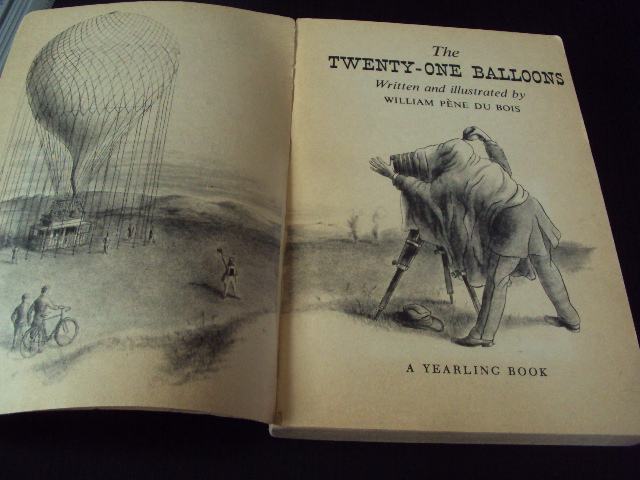 The
TWENTY-ONE BALLOONS
Written and illustrated by
WILLIAM PÈNE DU BOIS
A YEARLING BOOK